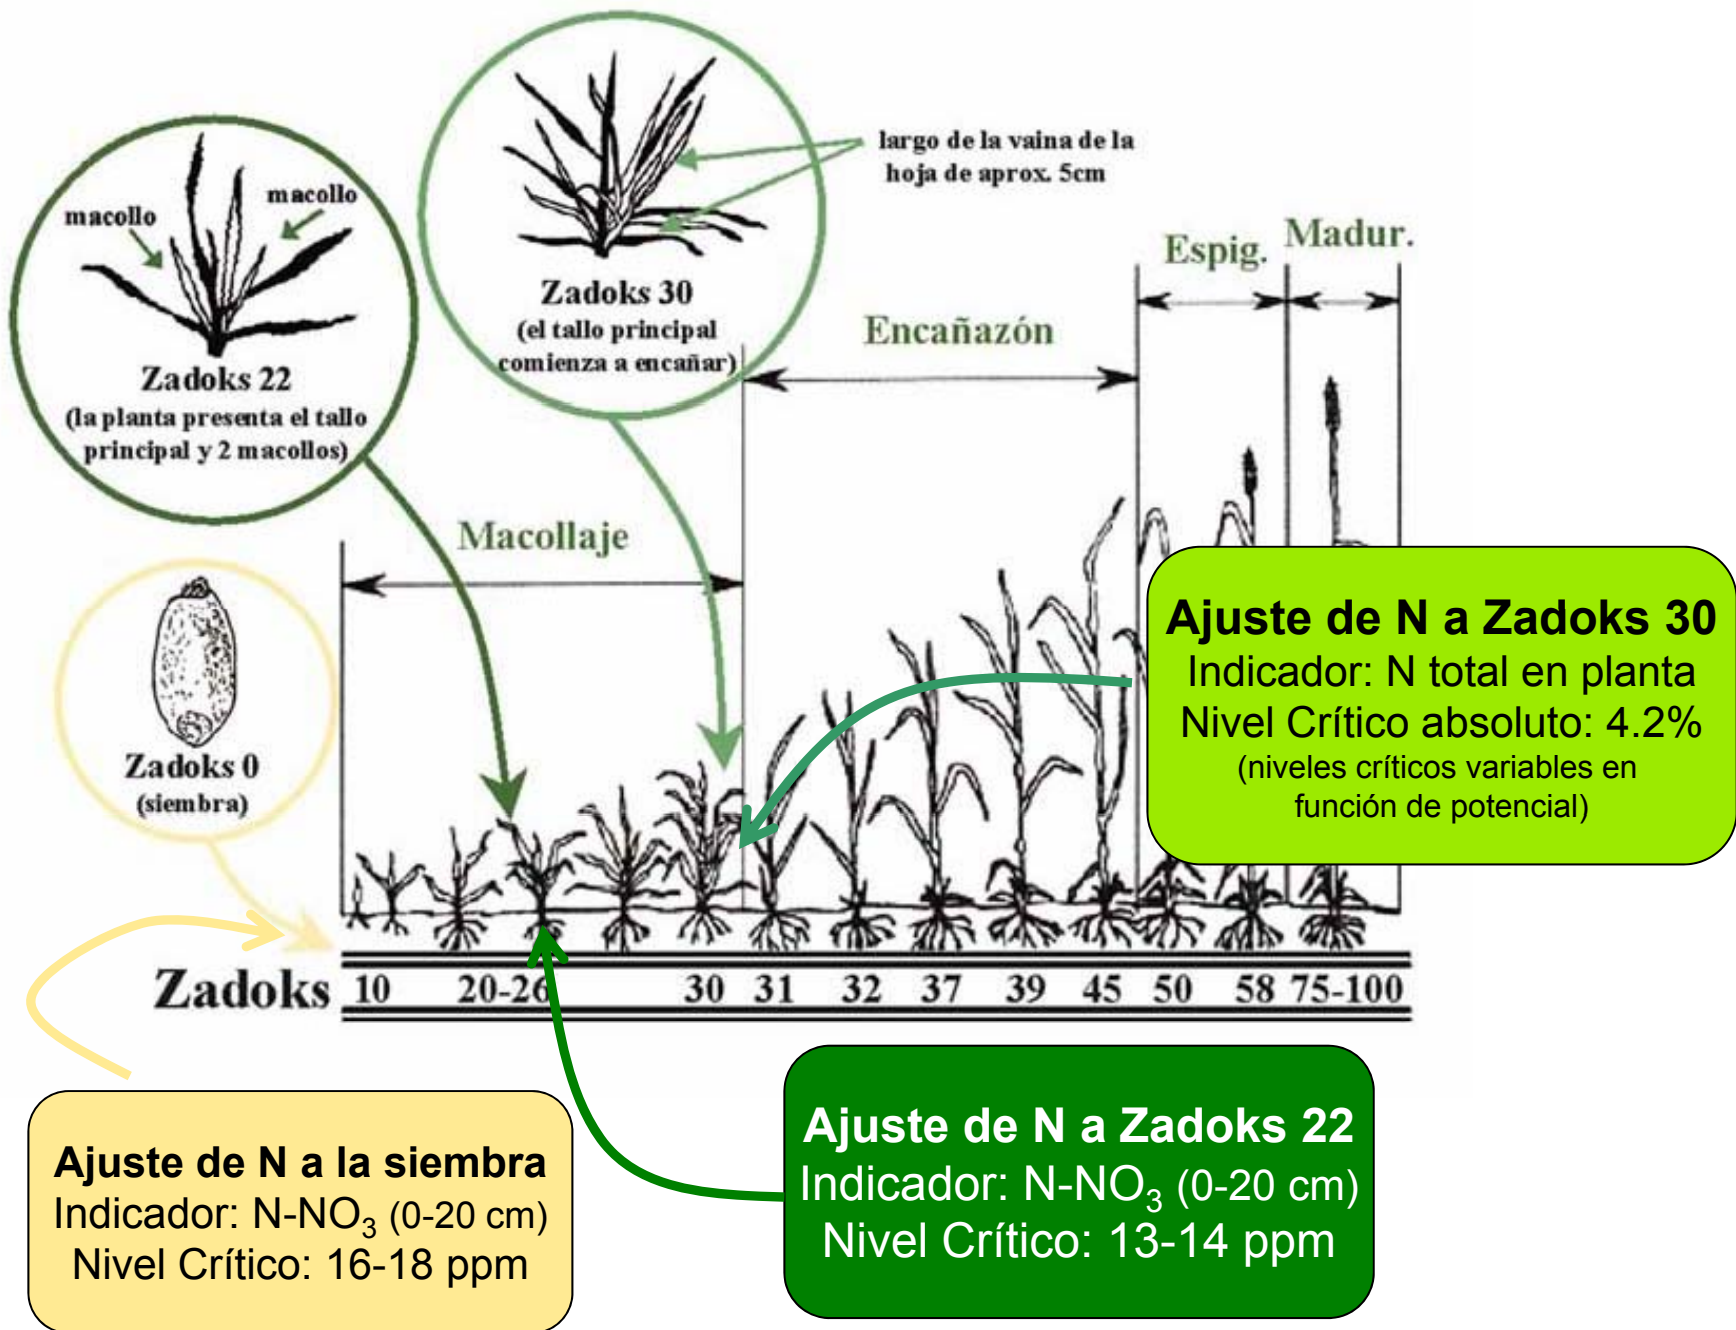 largo de la vaina de la
hoja de aprox. 5cm
macollo
macollo
Zadoks 22
(la planta presenta el tallo
principal y 2 macollos)
Zadoks 30
(el tallo principal
comienza a encañar)
Espig.
Madur.
Encañazón
Macollaje
Zadoks 0
(siembra)
Ajuste de N a Zadoks 30
Indicador: N total en planta
Nivel Crítico absoluto: 4.2%
(niveles críticos variables en
función de potencial)
Zadoks 10 20-26 30 31 32 37 39 45 50 58 75-100
Ajuste de N a la siembra
Indicador: N-NO₃ (0-20 cm)
Nivel Crítico: 16-18 ppm
Ajuste de N a Zadoks 22
Indicador: N-NO₃ (0-20 cm)
Nivel Crítico: 13-14 ppm